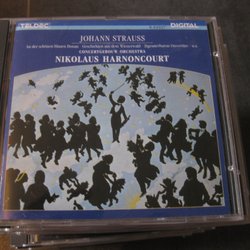 TELDEC
DIGITAL
JOHANN STRAUSS
An der schönen blauen Donau · Geschichten aus dem Wienerwald · Zigeunerbaron Ouvertüre · u.a.
CONCERTGEBOUW ORCHESTRA
NIKOLAUS HARNONCOURT